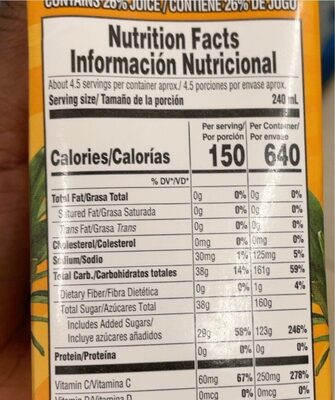 CONTAINS 26% JUICE / CONTIENE 26% DE JUGO
Nutrition Facts
Información Nutricional
About 4.5 servings per container aprox./ 4.5 porciones por envase aprox.
Serving size/ Tamaño de la porción 240 mL
Per serving/ Per Container/
Por porción Por envase
Calories/Calorías 150 640
% DV*/VD*
Total Fat/Grasa Total 0g 0% 0g 0%
Satured Fat/Grasa Saturada 0g 0% 0g 0%
Trans Fat/Grasa Trans 0g 0g
Cholesterol/Colesterol 0mg 0% 0mg 0%
Sodium/Sodio 30mg 1% 125mg 5%
Total Carb./Carbohidratos totales 38g 14% 161g 59%
Dietary Fiber/Fibra Dietética 0g 0% 1g 4%
Total Sugar/Azúcares Total 38g 160g
Includes Added Sugars/
Incluye azúcares añadidos 29g 59% 123g 246%
Protein/Proteína 0g 0% 0g 0%
Vitamin C/Vitamina C 60mg 67% 250mg 278%
0mcg 0% 0mcg 0%